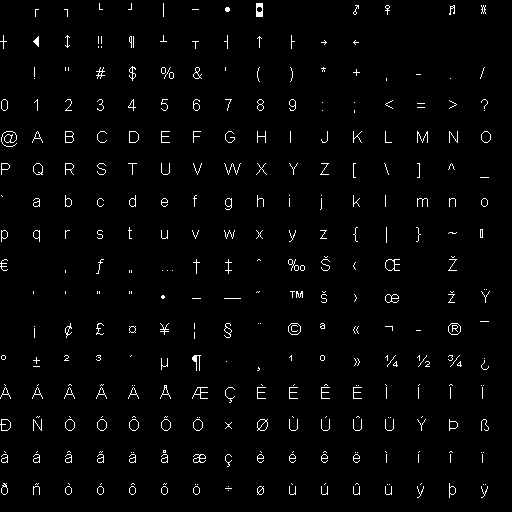 ┌ ┐ └ ┘ │ ─ • ◘ ♂ ♀ ♬
┼ ◄ ↕ ‼ ¶ ┴ ┬ ┤ ↑ ├ → ←
! " # $ % & ' ( ) * + , - . /
0 1 2 3 4 5 6 7 8 9 : ; < = > ?
@ A B C D E F G H I J K L M N O
P Q R S T U V W X Y Z [ \ ] ^ _
` a b c d e f g h i j k l m n o
p q r s t u v w x y z { | } ~ ▯
€ ‚ ƒ „ … † ‡ ˆ ‰ Š ‹ Œ Ž
‘ ’ “ ” • – — ˜ ™ š › œ ž Ÿ
¡ ¢ £ ¤ ¥ ¦ § ¨ © ª « ¬ - ® ¯
° ± ² ³ ´ µ ¶ · ¸ ¹ º » ¼ ½ ¾ ¿
À Á Â Ã Ä Å Æ Ç È É Ê Ë Ì Í Î Ï
Ð Ñ Ò Ó Ô Õ Ö × Ø Ù Ú Û Ü Ý Þ ß
à á â ã ä å æ ç è é ê ë ì í î ï
ð ñ ò ó ô õ ö ÷ ø ù ú û ü ý þ ÿ